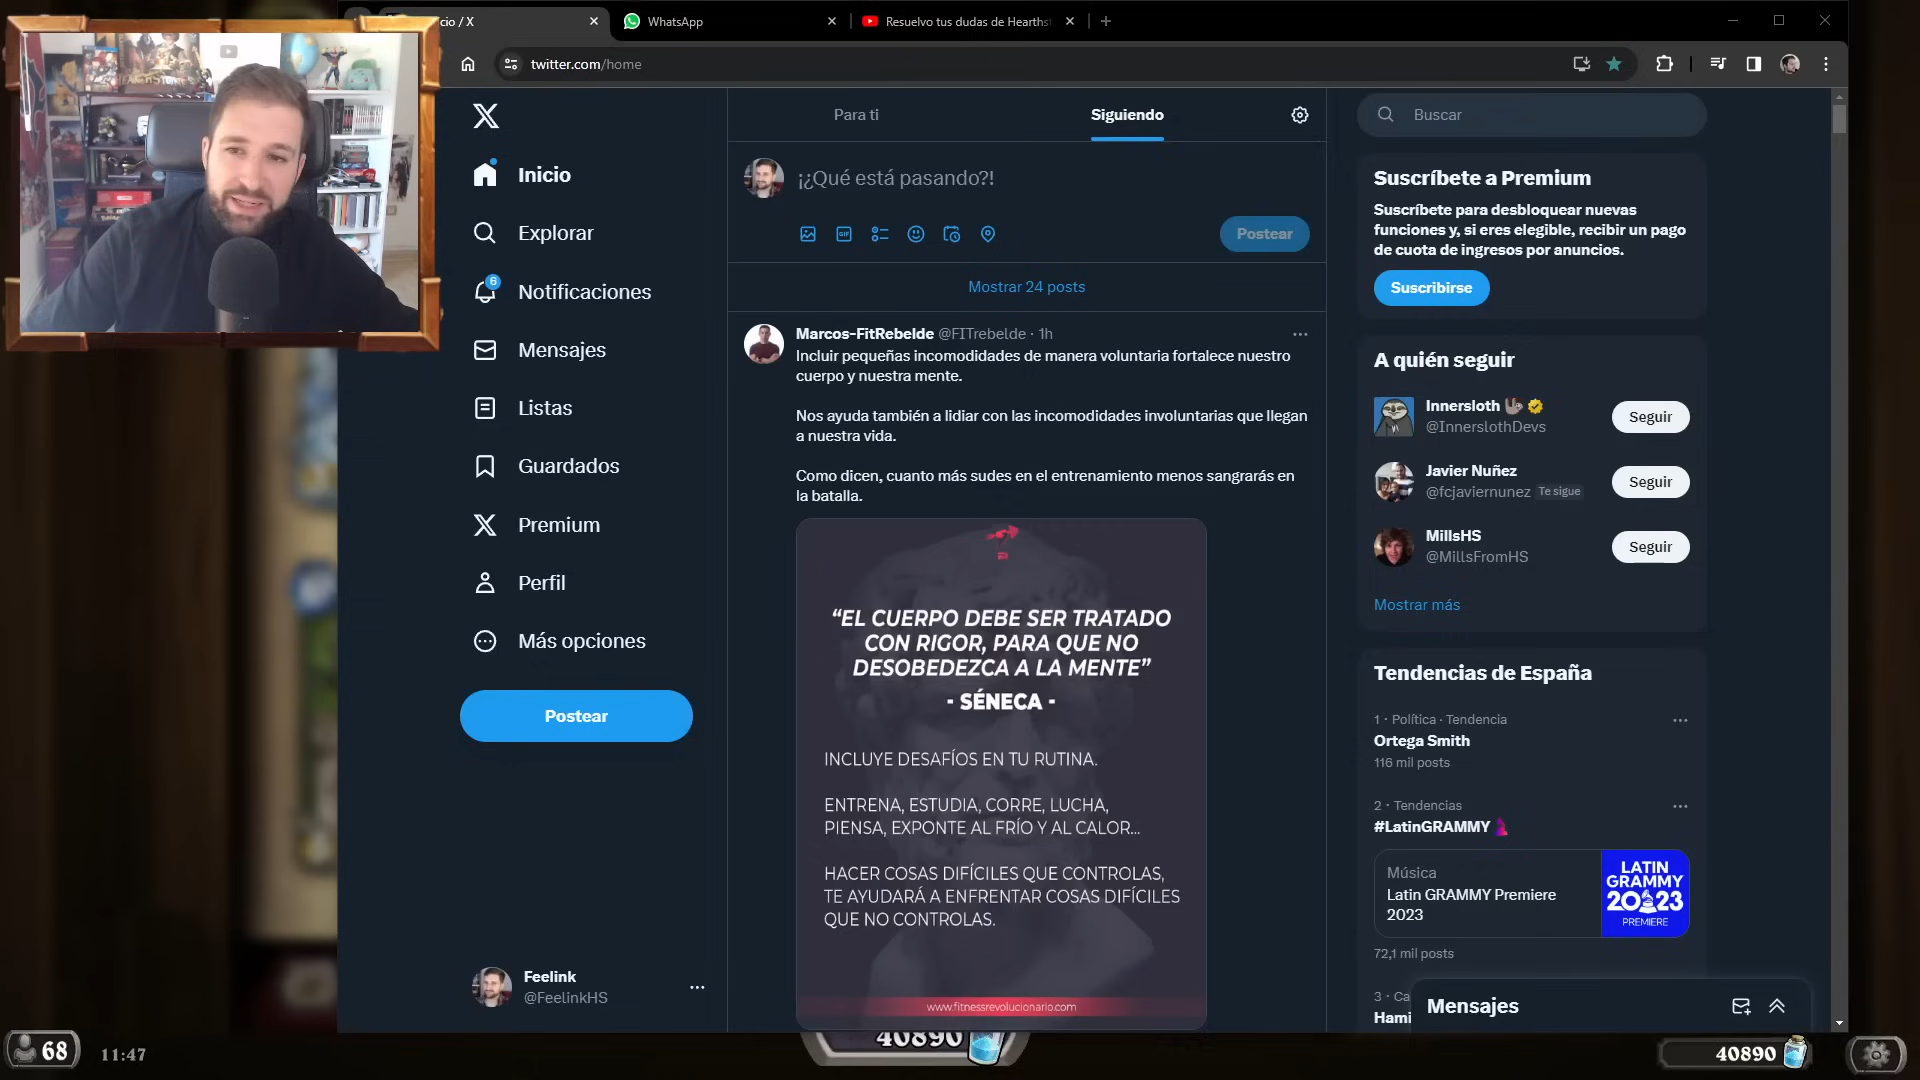 cio / X
WhatsApp
Resuelvo tus dudas de Hearths
twitter.com/home
Para ti
Siguiendo
Buscar
¡¿Qué está pasando?!
Postear
Mostrar 24 posts
Inicio
Explorar
6
Notificaciones
Mensajes
Listas
Guardados
Premium
Perfil
Más opciones
Postear
Feelink
@FeelinkHS
Marcos-FitRebelde @FITrebelde · 1h
Incluir pequeñas incomodidades de manera voluntaria fortalece nuestro
cuerpo y nuestra mente.
Nos ayuda también a lidiar con las incomodidades involuntarias que llegan
a nuestra vida.
Como dicen, cuanto más sudes en el entrenamiento menos sangrarás en
la batalla.
“EL CUERPO DEBE SER TRATADO
CON RIGOR, PARA QUE NO
DESOBEDEZCA A LA MENTE”
- SÉNECA -
INCLUYE DESAFÍOS EN TU RUTINA.
ENTRENA, ESTUDIA, CORRE, LUCHA,
PIENSA, EXPONTE AL FRÍO Y AL CALOR...
HACER COSAS DIFÍCILES QUE CONTROLAS,
TE AYUDARÁ A ENFRENTAR COSAS DIFÍCILES
QUE NO CONTROLAS.
www.fitnessrevolucionario.com
Suscríbete a Premium
Suscríbete para desbloquear nuevas
funciones y, si eres elegible, recibir un pago
de cuota de ingresos por anuncios.
Suscribirse
A quién seguir
Innersloth
@InnerslothDevs
Seguir
Javier Nuñez
@fcjaviernunez Te sigue
Seguir
MillsHS
@MillsFromHS
Seguir
Mostrar más
Tendencias de España
1 · Política · Tendencia
Ortega Smith
116 mil posts
2 · Tendencias
#LatinGRAMMY
Música
Latin GRAMMY Premiere
2023
LATIN
GRAMMY
2023
PREMIERE
72,1 mil posts
3 · Ca
Hami
Mensajes
68
11:47
40890
40890